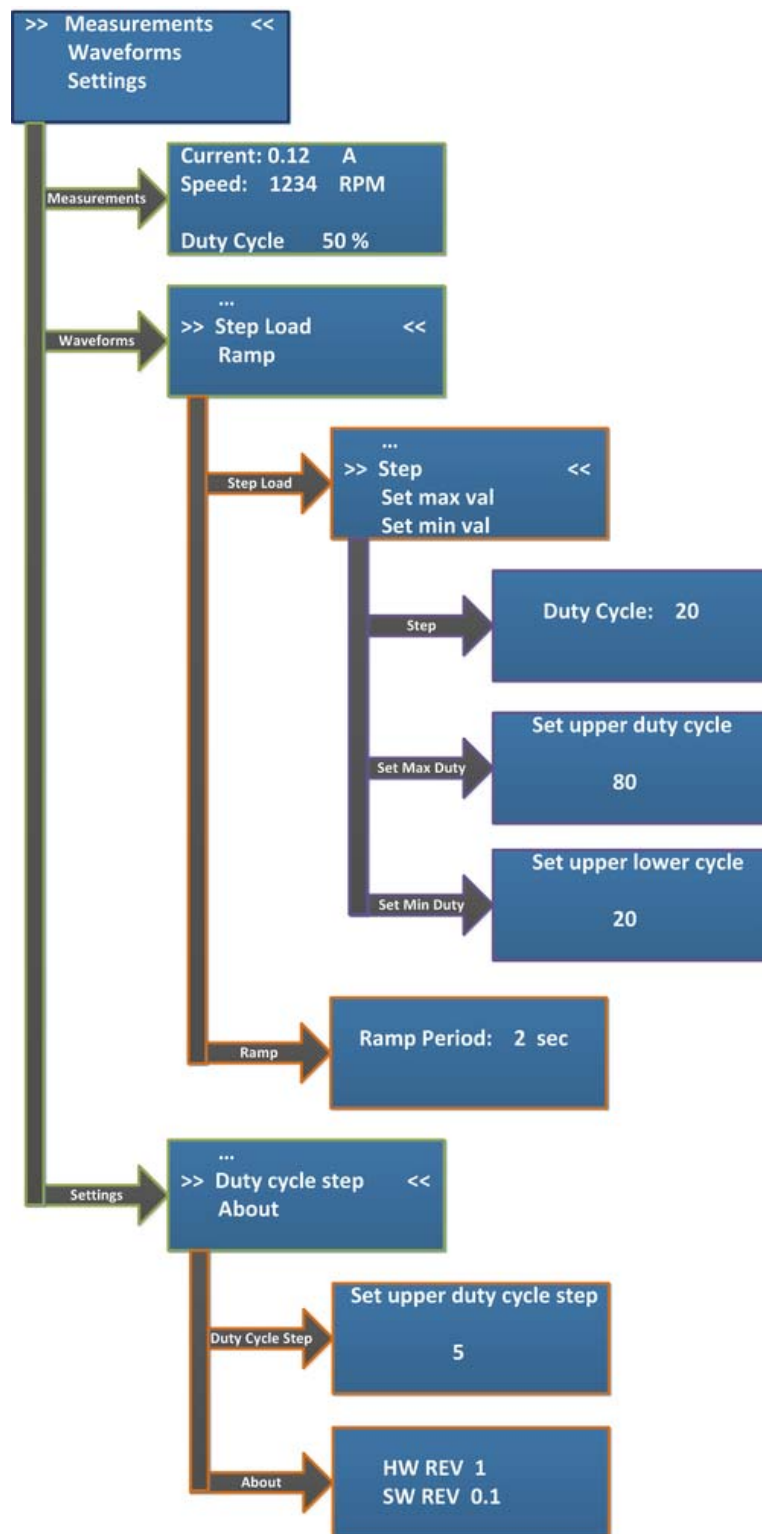 >> Measurements <<
Waveforms
Settings
Measurements
Current: 0.12 A
Speed: 1234 RPM
Duty Cycle 50 %
Waveforms
...
>> Step Load <<
Ramp
Step Load
...
>> Step <<
Set max val
Set min val
Step
Duty Cycle: 20
Set Max Duty
Set upper duty cycle
80
Set Min Duty
Set upper lower cycle
20
Ramp
Ramp Period: 2 sec
Settings
...
>> Duty cycle step <<
About
Duty Cycle Step
Set upper duty cycle step
5
About
HW REV 1
SW REV 0.1